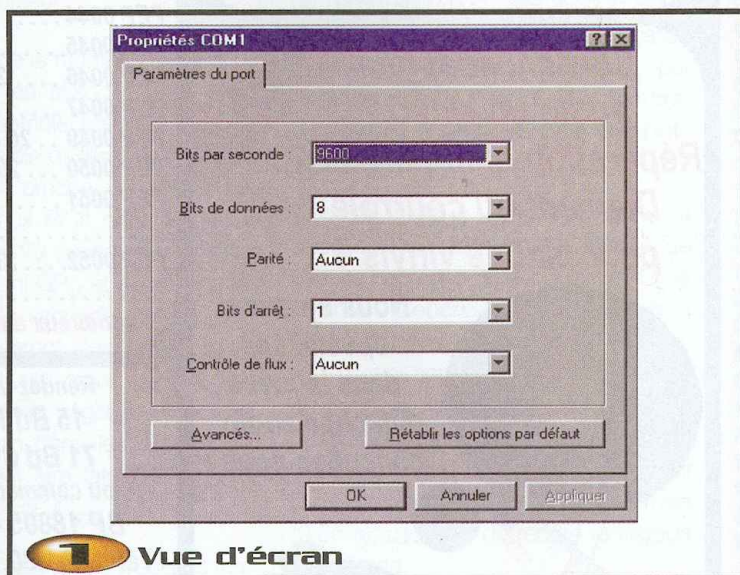 Propriétés COM1
Paramètres du port
Bits par seconde : 9600
Bits de données : 8
Parité : Aucun
Bits d'arrêt : 1
Contrôle de flux : Aucun
Avancés...
Rétablir les options par défaut
OK Annuler Appliquer
1 Vue d'écran